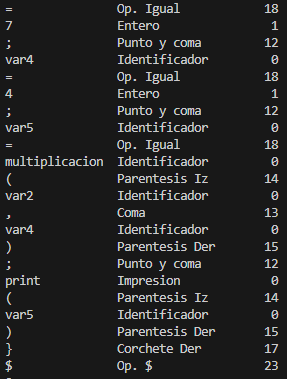 = Op. Igual 18
7 Entero 1
; Punto y coma 12
var4 Identificador 0
= Op. Igual 18
4 Entero 1
; Punto y coma 12
var5 Identificador 0
= Op. Igual 18
multiplicacion Identificador 0
( Parentesis Iz 14
var2 Identificador 0
, Coma 13
var4 Identificador 0
) Parentesis Der 15
; Punto y coma 12
print Impresion 0
( Parentesis Iz 14
var5 Identificador 0
) Parentesis Der 15
} Corchete Der 17
$ Op. $ 23